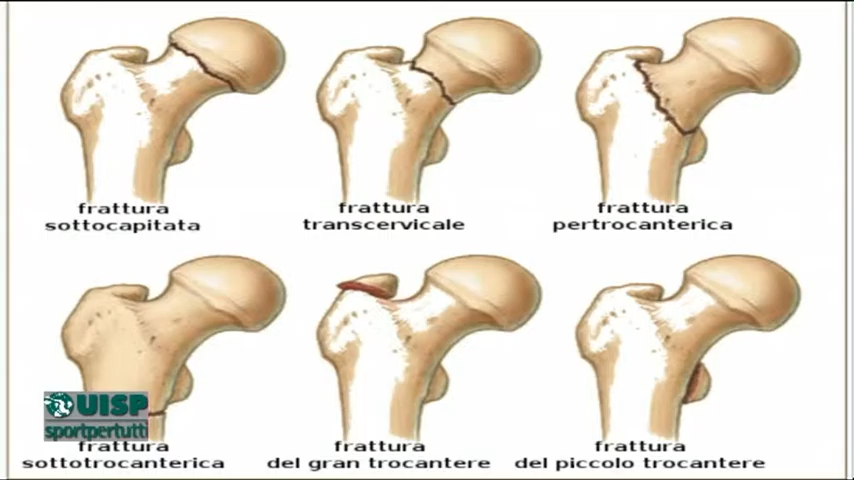 frattura
sottocapitata
frattura
transcervicale
frattura
pertrocanterica
UISP
sportpertutti
frattura
sottotrocanterica
frattura
del gran trocantere
frattura
del piccolo trocantere